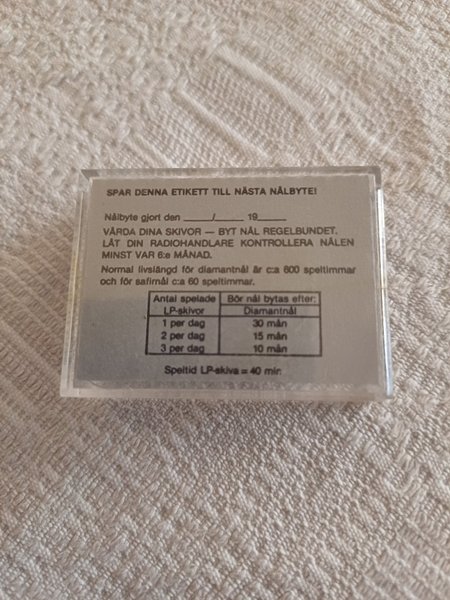 SPAR DENNA ETIKETT TILL NÄSTA NÅLBYTE!
Nålbyte gjort den _____/_____ 19_____
VÅRDA DINA SKIVOR — BYT NÅL REGELBUNDET.
LÅT DIN RADIOHANDLARE KONTROLLERA NÅLEN
MINST VAR 6:e MÅNAD.
Normal livslängd för diamantnål är c:a 600 speltimmar
och för safirnål c:a 60 speltimmar.
Antal spelade Bör nål bytas efter:
LP-skivor Diamantnål
1 per dag 30 mån
2 per dag 15 mån
3 per dag 10 mån
Speltid LP-skiva = 40 min.